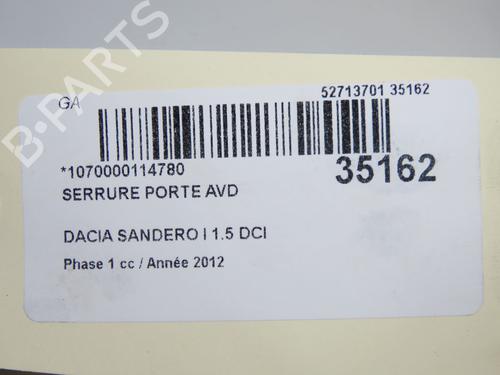 GA
52713701 35162
*1070000114780
35162
SERRURE PORTE AVD
DACIA SANDERO I 1.5 DCI
Phase 1 cc / Année 2012
B-PARTS